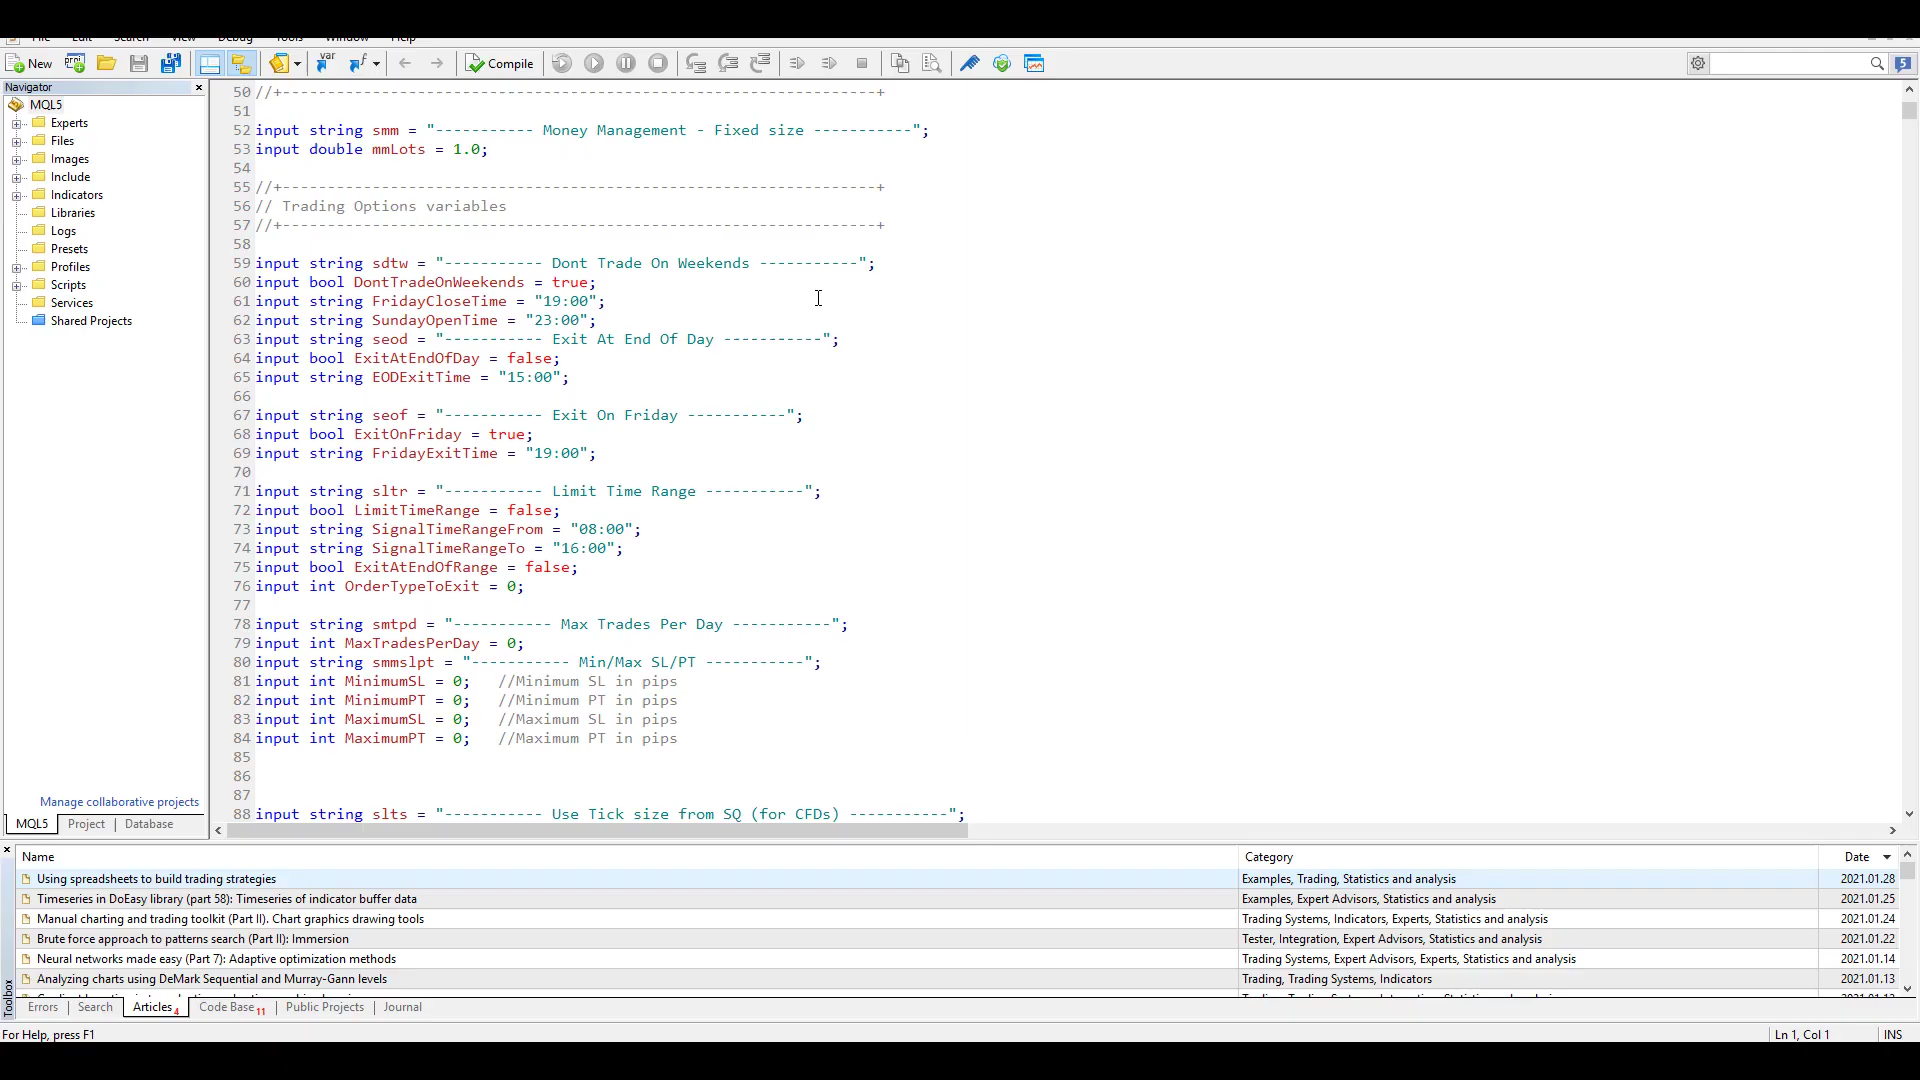 File Edit Search View Debug Tools Window Help
New Compile 5
Navigator
MQL5
Experts
Files
Images
Include
Indicators
Libraries
Logs
Presets
Profiles
Scripts
Services
Shared Projects
Manage collaborative projects
MQL5 Project Database
50 //+------------------------------------------------------------------+
51
52 input string smm = "----------- Money Management - Fixed size -----------";
53 input double mmLots = 1.0;
54
55 //+------------------------------------------------------------------+
56 // Trading Options variables
57 //+------------------------------------------------------------------+
58
59 input string sdtw = "----------- Dont Trade On Weekends -----------";
60 input bool DontTradeOnWeekends = true;
61 input string FridayCloseTime = "19:00";
62 input string SundayOpenTime = "23:00";
63 input string seod = "----------- Exit At End Of Day -----------";
64 input bool ExitAtEndOfDay = false;
65 input string EODExitTime = "15:00";
66
67 input string seof = "----------- Exit On Friday -----------";
68 input bool ExitOnFriday = true;
69 input string FridayExitTime = "19:00";
70
71 input string sltr = "----------- Limit Time Range -----------";
72 input bool LimitTimeRange = false;
73 input string SignalTimeRangeFrom = "08:00";
74 input string SignalTimeRangeTo = "16:00";
75 input bool ExitAtEndOfRange = false;
76 input int OrderTypeToExit = 0;
77
78 input string smtpd = "----------- Max Trades Per Day -----------";
79 input int MaxTradesPerDay = 0;
80 input string smmslpt = "----------- Min/Max SL/PT -----------";
81 input int MinimumSL = 0;   //Minimum SL in pips
82 input int MinimumPT = 0;   //Minimum PT in pips
83 input int MaximumSL = 0;   //Maximum SL in pips
84 input int MaximumPT = 0;   //Maximum PT in pips
85
86
87
88 input string slts = "----------- Use Tick size from SQ (for CFDs) -----------";
Toolbox
Name Category Date
Using spreadsheets to build trading strategies Examples, Trading, Statistics and analysis 2021.01.28
Timeseries in DoEasy library (part 58): Timeseries of indicator buffer data Examples, Expert Advisors, Statistics and analysis 2021.01.25
Manual charting and trading toolkit (Part II). Chart graphics drawing tools Trading Systems, Indicators, Experts, Statistics and analysis 2021.01.24
Brute force approach to patterns search (Part II): Immersion Tester, Integration, Expert Advisors, Statistics and analysis 2021.01.22
Neural networks made easy (Part 7): Adaptive optimization methods Trading Systems, Expert Advisors, Experts, Statistics and analysis 2021.01.14
Analyzing charts using DeMark Sequential and Murray-Gann levels Trading, Trading Systems, Indicators 2021.01.13
Errors Search Articles 4 Code Base 11 Public Projects Journal
For Help, press F1 Ln 1, Col 1 INS